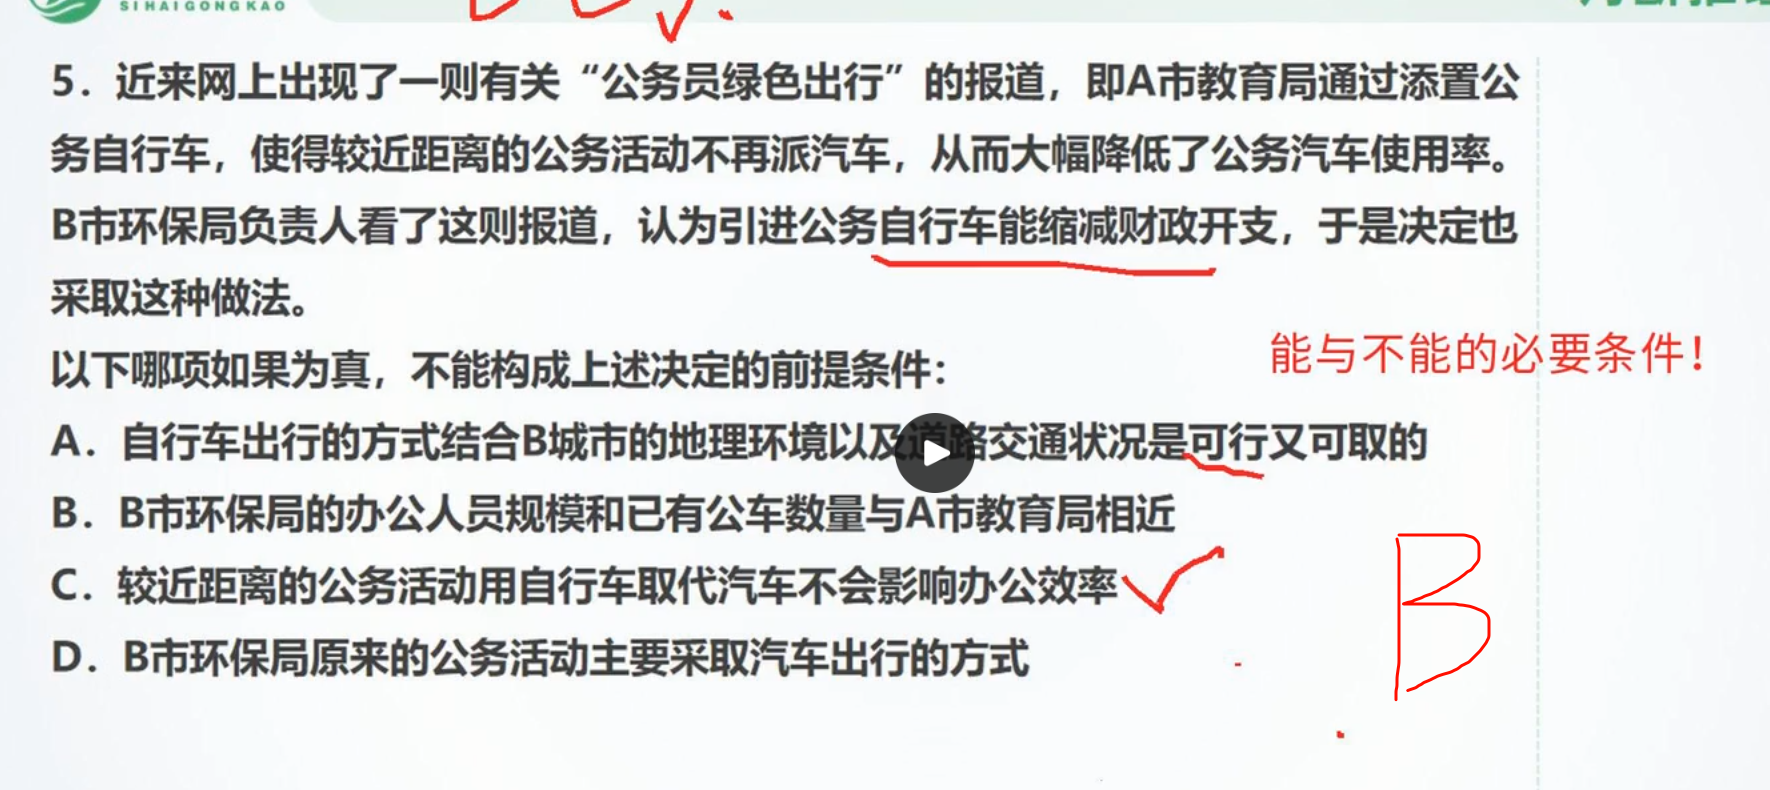 SIHAIGONGKAO
5. 近来网上出现了一则有关“公务员绿色出行”的报道，即A市教育局通过添置公
务自行车，使得较近距离的公务活动不再派汽车，从而大幅降低了公务汽车使用率。
B市环保局负责人看了这则报道，认为引进公务自行车能缩减财政开支，于是决定也
采取这种做法。
以下哪项如果为真，不能构成上述决定的前提条件：
能与不能的必要条件！
A. 自行车出行的方式结合B城市的地理环境以及道路交通状况是可行又可取的
B. B市环保局的办公人员规模和已有公车数量与A市教育局相近
C. 较近距离的公务活动用自行车取代汽车不会影响办公效率
D. B市环保局原来的公务活动主要采取汽车出行的方式
B